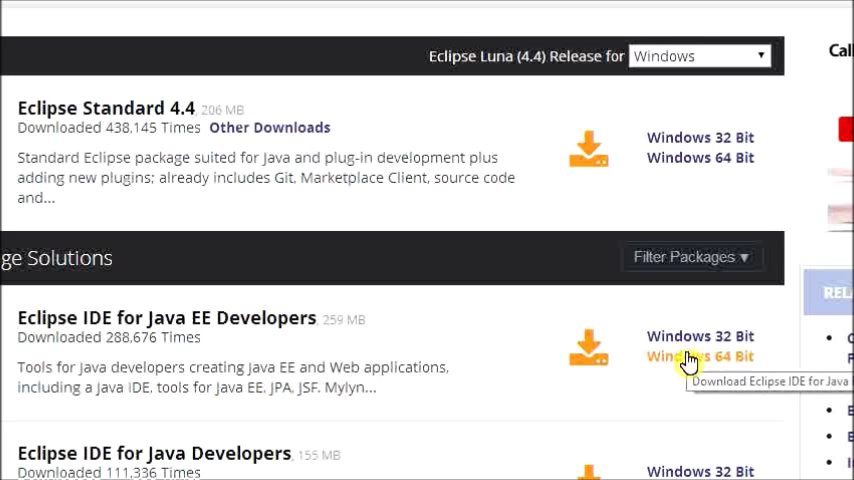 Eclipse Luna (4.4) Release for Windows
Eclipse Standard 4.4, 206 MB
Downloaded 438,145 Times Other Downloads
Standard Eclipse package suited for Java and plug-in development plus
adding new plugins; already includes Git, Marketplace Client, source code
and...
Windows 32 Bit
Windows 64 Bit
ge Solutions
Filter Packages
Eclipse IDE for Java EE Developers, 259 MB
Downloaded 288,676 Times
Tools for Java developers creating Java EE and Web applications,
including a Java IDE, tools for Java EE, JPA, JSF, Mylyn...
Windows 32 Bit
Windows 64 Bit
Download Eclipse IDE for Java
Eclipse IDE for Java Developers, 155 MB
Downloaded 111,336 Times
Windows 32 Bit
Call
REL